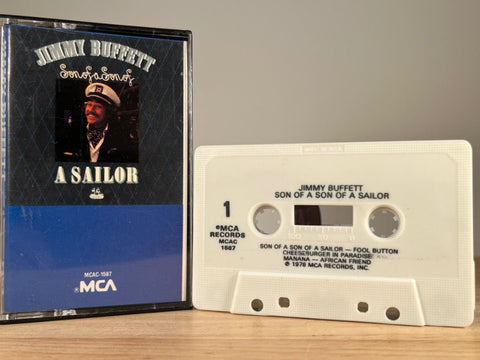 JIMMY BUFFETT
Son of a Son of
A SAILOR
MCAC-1587
MCA
JIMMY BUFFETT
SON OF A SON OF A SAILOR
1
MCA
RECORDS
MCAC
1587
SON OF A SON OF A SAILOR — FOOL BUTTON
CHEESEBURGER IN PARADISE
MANANA — AFRICAN FRIEND
© 1978 MCA RECORDS, INC.